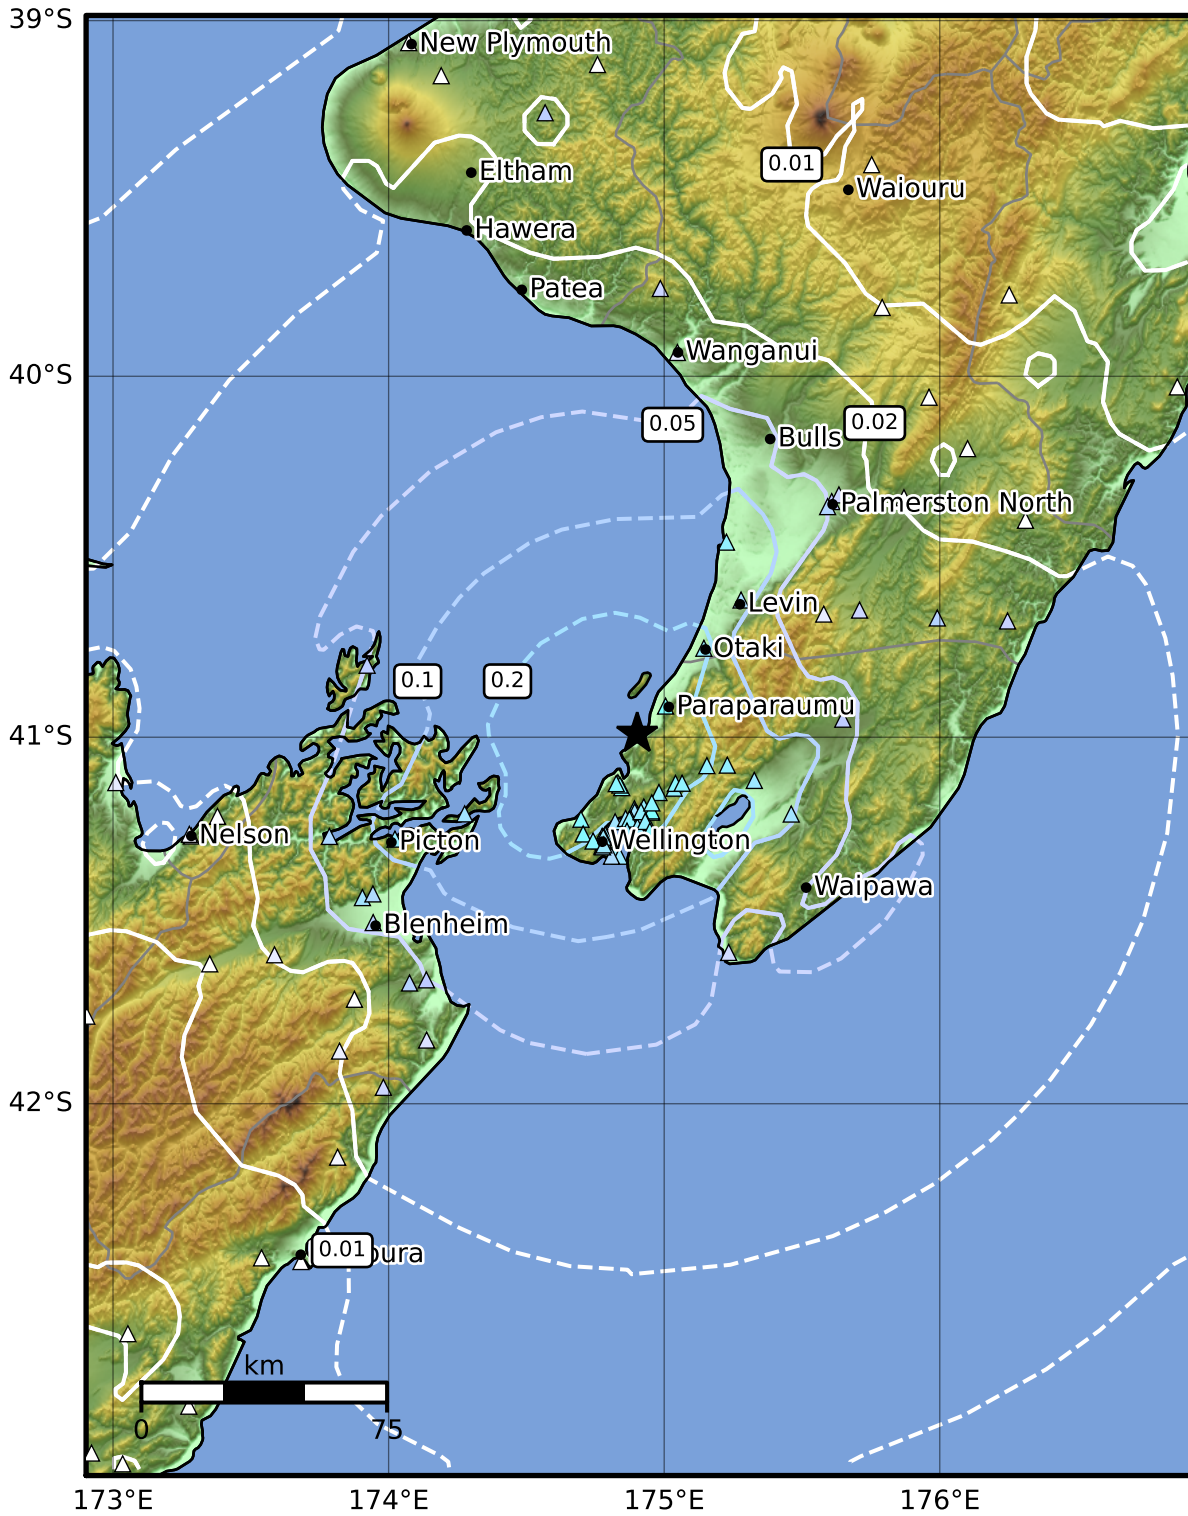 39°S
New Plymouth
0.01
Eltham
Waiouru
Hawera
Patea
Wanganui
40°S
0.05
0.02
Bulls
Palmerston North
Levin
Otaki
0.1
0.2
Paraparaumu
41°S
Nelson
Picton
Wellington
Waipawa
Blenheim
42°S
0.01
oura
km
0
75
173°E
174°E
175°E
176°E